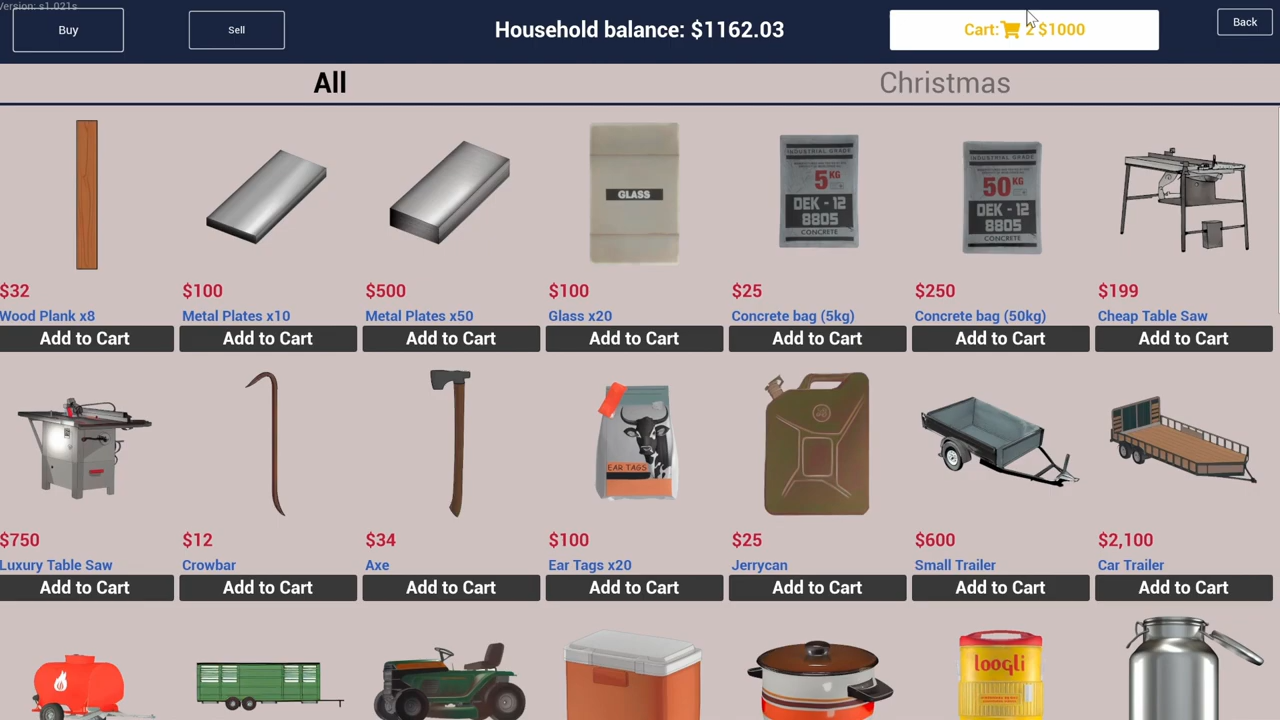 Version: s1.021s
Buy
Sell
Household balance: $1162.03
Cart: 2 $1000
Back
All
Christmas
GLASS
INDUSTRIAL GRADE
5 KG
DEK - 12
8805
CONCRETE
INDUSTRIAL GRADE
50 KG
DEK - 12
8805
CONCRETE
$32
$100
$500
$100
$25
$250
$199
Wood Plank x8
Metal Plates x10
Metal Plates x50
Glass x20
Concrete bag (5kg)
Concrete bag (50kg)
Cheap Table Saw
Add to Cart
Add to Cart
Add to Cart
Add to Cart
Add to Cart
Add to Cart
Add to Cart
EAR TAGS
20
$750
$12
$34
$100
$25
$600
$2,100
Luxury Table Saw
Crowbar
Axe
Ear Tags x20
Jerrycan
Small Trailer
Car Trailer
Add to Cart
Add to Cart
Add to Cart
Add to Cart
Add to Cart
Add to Cart
Add to Cart
loogli